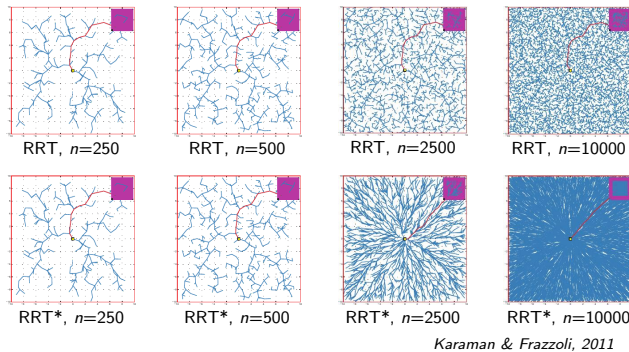 RRT, n=250 RRT, n=500 RRT, n=2500 RRT, n=10000
RRT*, n=250 RRT*, n=500 RRT*, n=2500 RRT*, n=10000
Karaman & Frazzoli, 2011